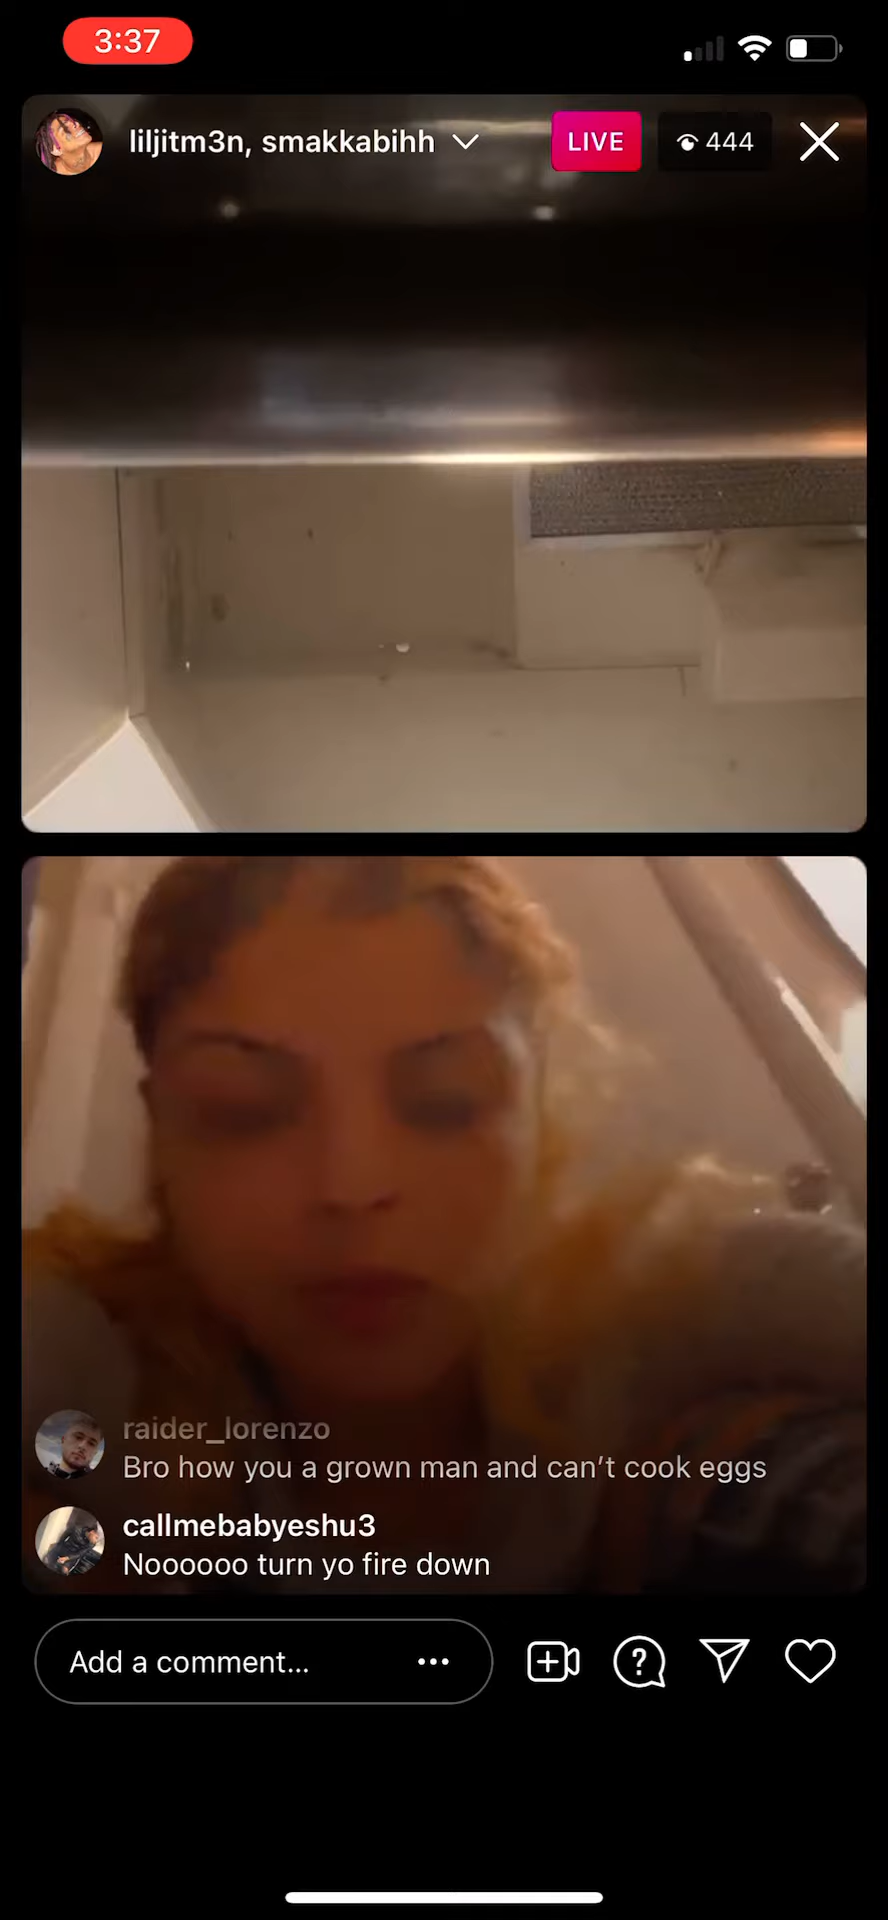 3:37
liljitm3n, smakkabihh
LIVE
444
raider_lorenzo
Bro how you a grown man and can’t cook eggs
callmebabyeshu3
Noooooo turn yo fire down
Add a comment...